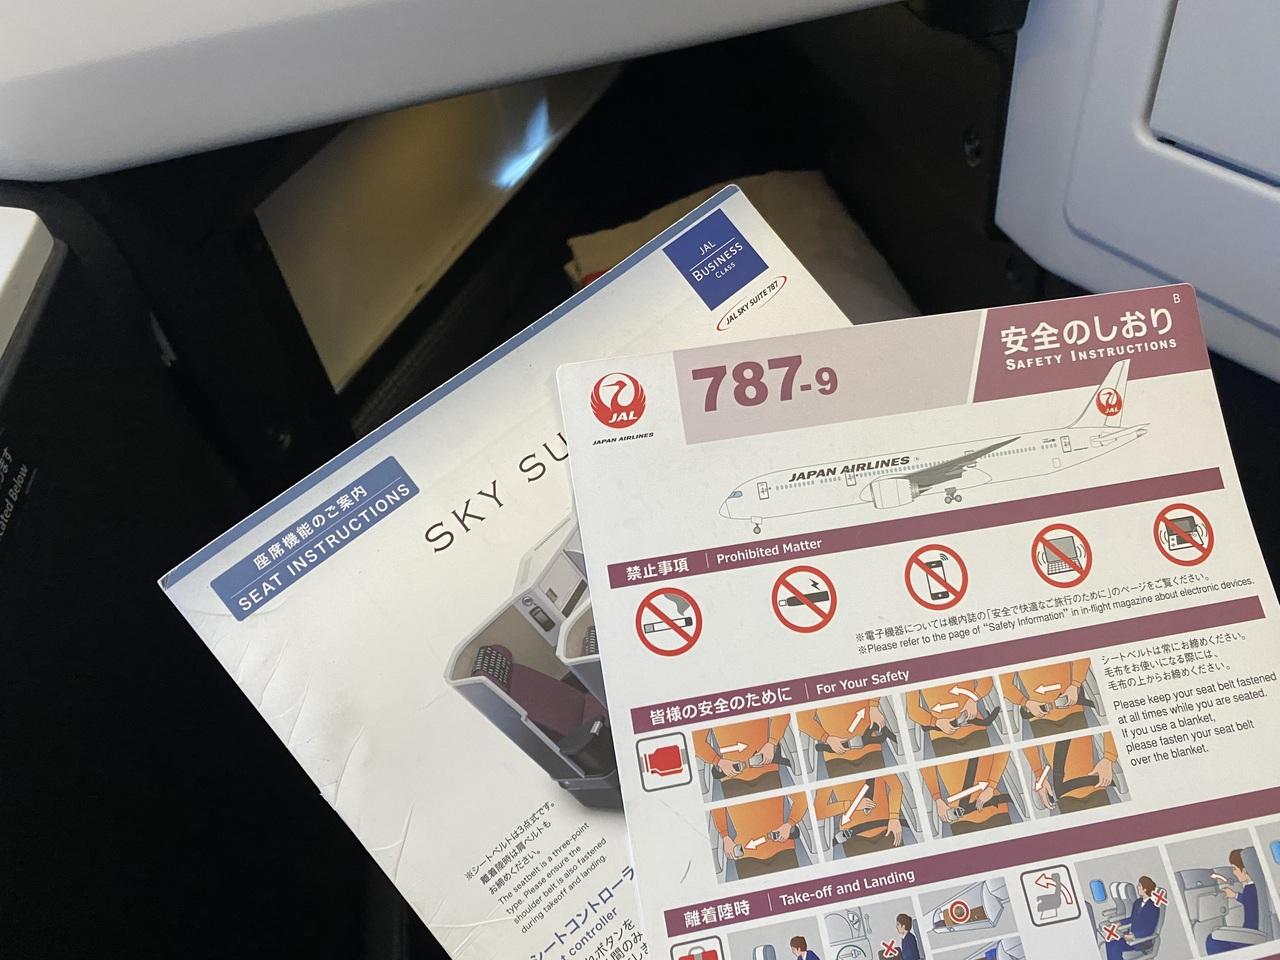 JAL
BUSINESS
CLASS
JAL SKY SUITE 787
座席機能のご案内
SEAT INSTRUCTIONS
SKY SU
※シートベルトは3点式です。
離着陸時は肩ベルトも
お締めください。
The seatbelt is a three-point
type. Please ensure the
shoulder belt is also fastened
during takeoff and landing.
シートコントローラ
controller
ボタンを
間のみ
B
安全のしおり
SAFETY INSTRUCTIONS
787-9
JAL
JAPAN AIRLINES
JAPAN AIRLINES
JAL
禁止事項 Prohibited Matter
※電子機器については機内誌の「安全で快適なご旅行のために」のページをご覧ください。
※Please refer to the page of "Safety Information" in in-flight magazine about electronic devices.
皆様の安全のために For Your Safety
シートベルトは常にお締めください。
毛布をお使いになる際には、
毛布の上からお締めください。
Please keep your seat belt fastened
at all times while you are seated.
If you use a blanket,
please fasten your seat belt
over the blanket.
離着陸時 Take-off and Landing
Below